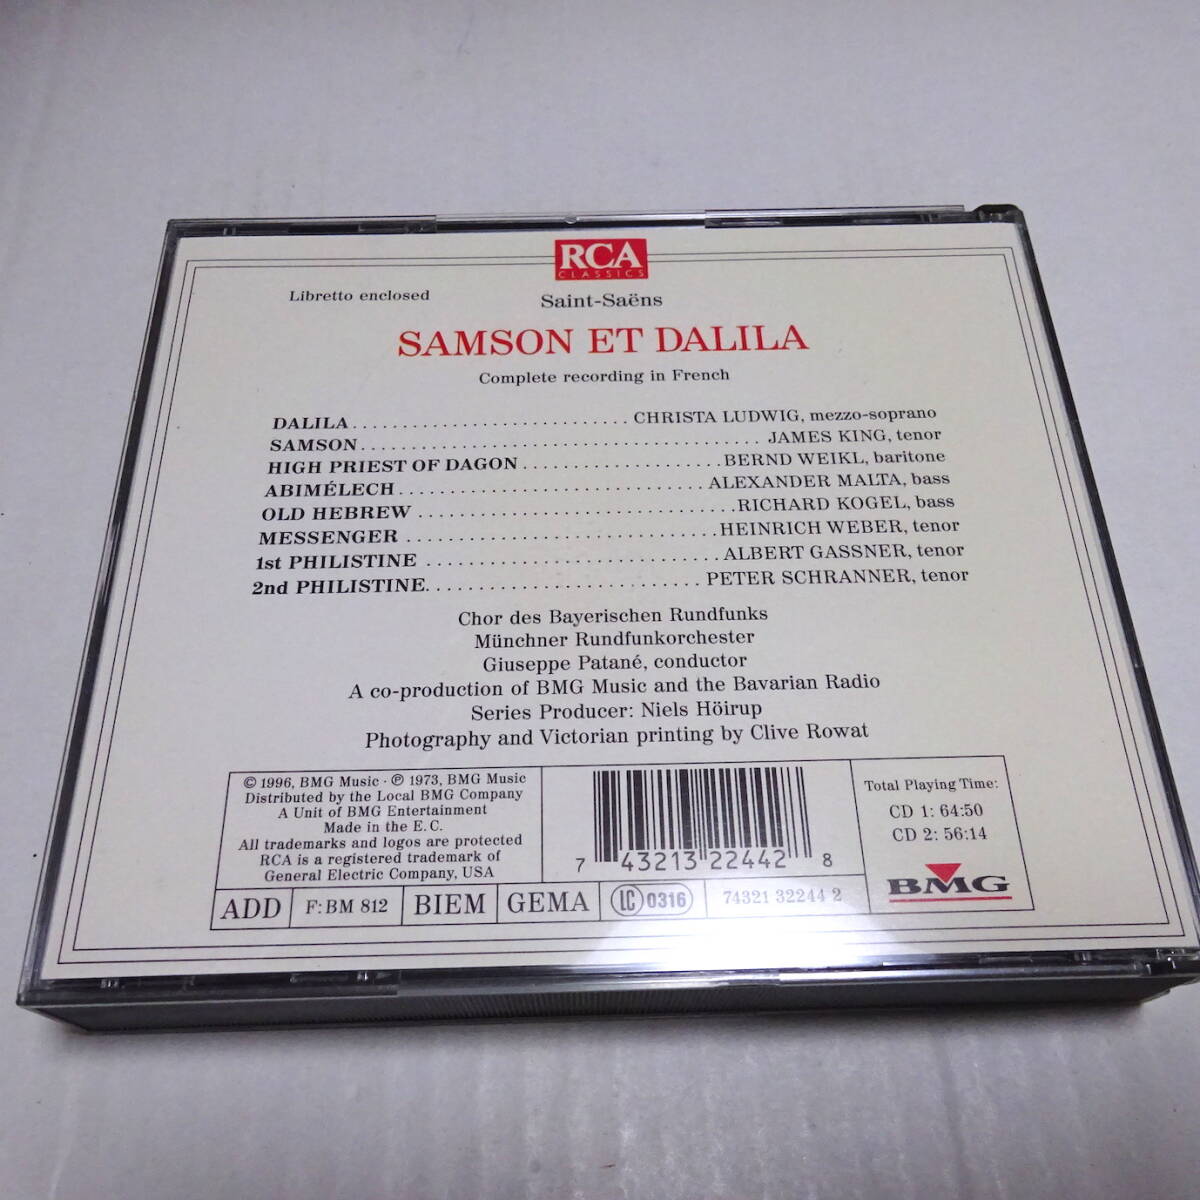 RCA
CLASSICS
Libretto enclosed
Saint-Saëns
SAMSON ET DALILA
Complete recording in French
DALILA............................CHRISTA LUDWIG, mezzo-soprano
SAMSON........................................JAMES KING, tenor
HIGH PRIEST OF DAGON....................BERND WEIKL, baritone
ABIMÉLECH...............................ALEXANDER MALTA, bass
OLD HEBREW................................RICHARD KOGEL, bass
MESSENGER...............................HEINRICH WEBER, tenor
1st PHILISTINE.............................ALBERT GASSNER, tenor
2nd PHILISTINE...........................PETER SCHRANNER, tenor
Chor des Bayerischen Rundfunks
Münchner Rundfunkorchester
Giuseppe Patané, conductor
A co-production of BMG Music and the Bavarian Radio
Series Producer: Niels Höirup
Photography and Victorian printing by Clive Rowat
© 1996, BMG Music · ℗ 1973, BMG Music
Distributed by the Local BMG Company
A Unit of BMG Entertainment
Made in the E.C.
All trademarks and logos are protected
RCA is a registered trademark of
General Electric Company, USA
7 43213 22442 8
Total Playing Time:
CD 1: 64:50
CD 2: 56:14
BMG
ADD
F: BM 812
BIEM
GEMA
LC 0316
74321 32244 2